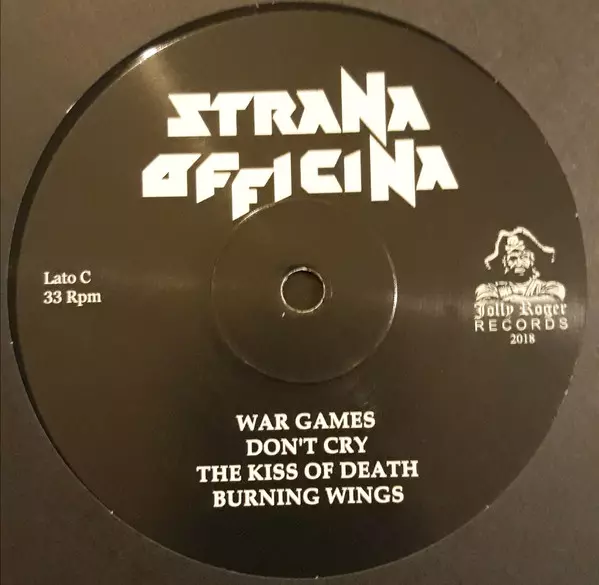 STRANA
OFFICINA
Lato C
33 Rpm
Jolly Roger
RECORDS
2018
WAR GAMES
DON'T CRY
THE KISS OF DEATH
BURNING WINGS